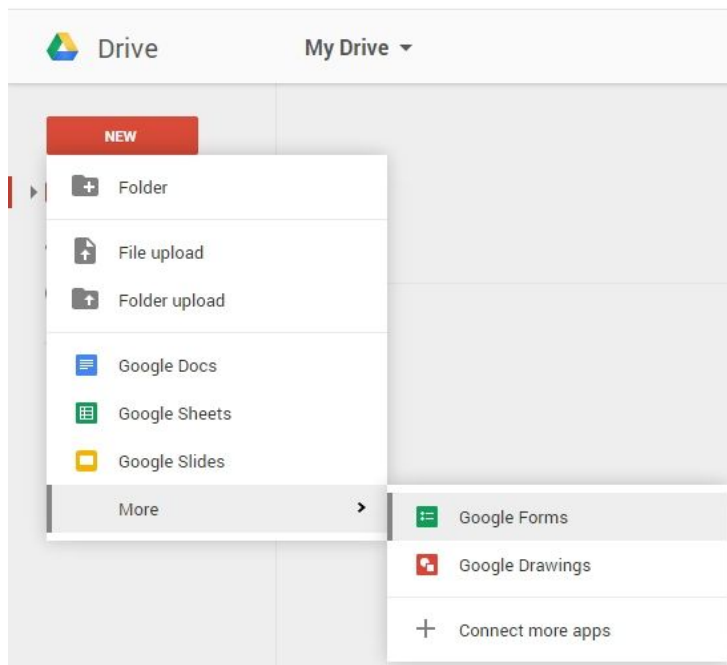 Drive My Drive
NEW
Folder
File upload
Folder upload
Google Docs
Google Sheets
Google Slides
More
Google Forms
Google Drawings
Connect more apps